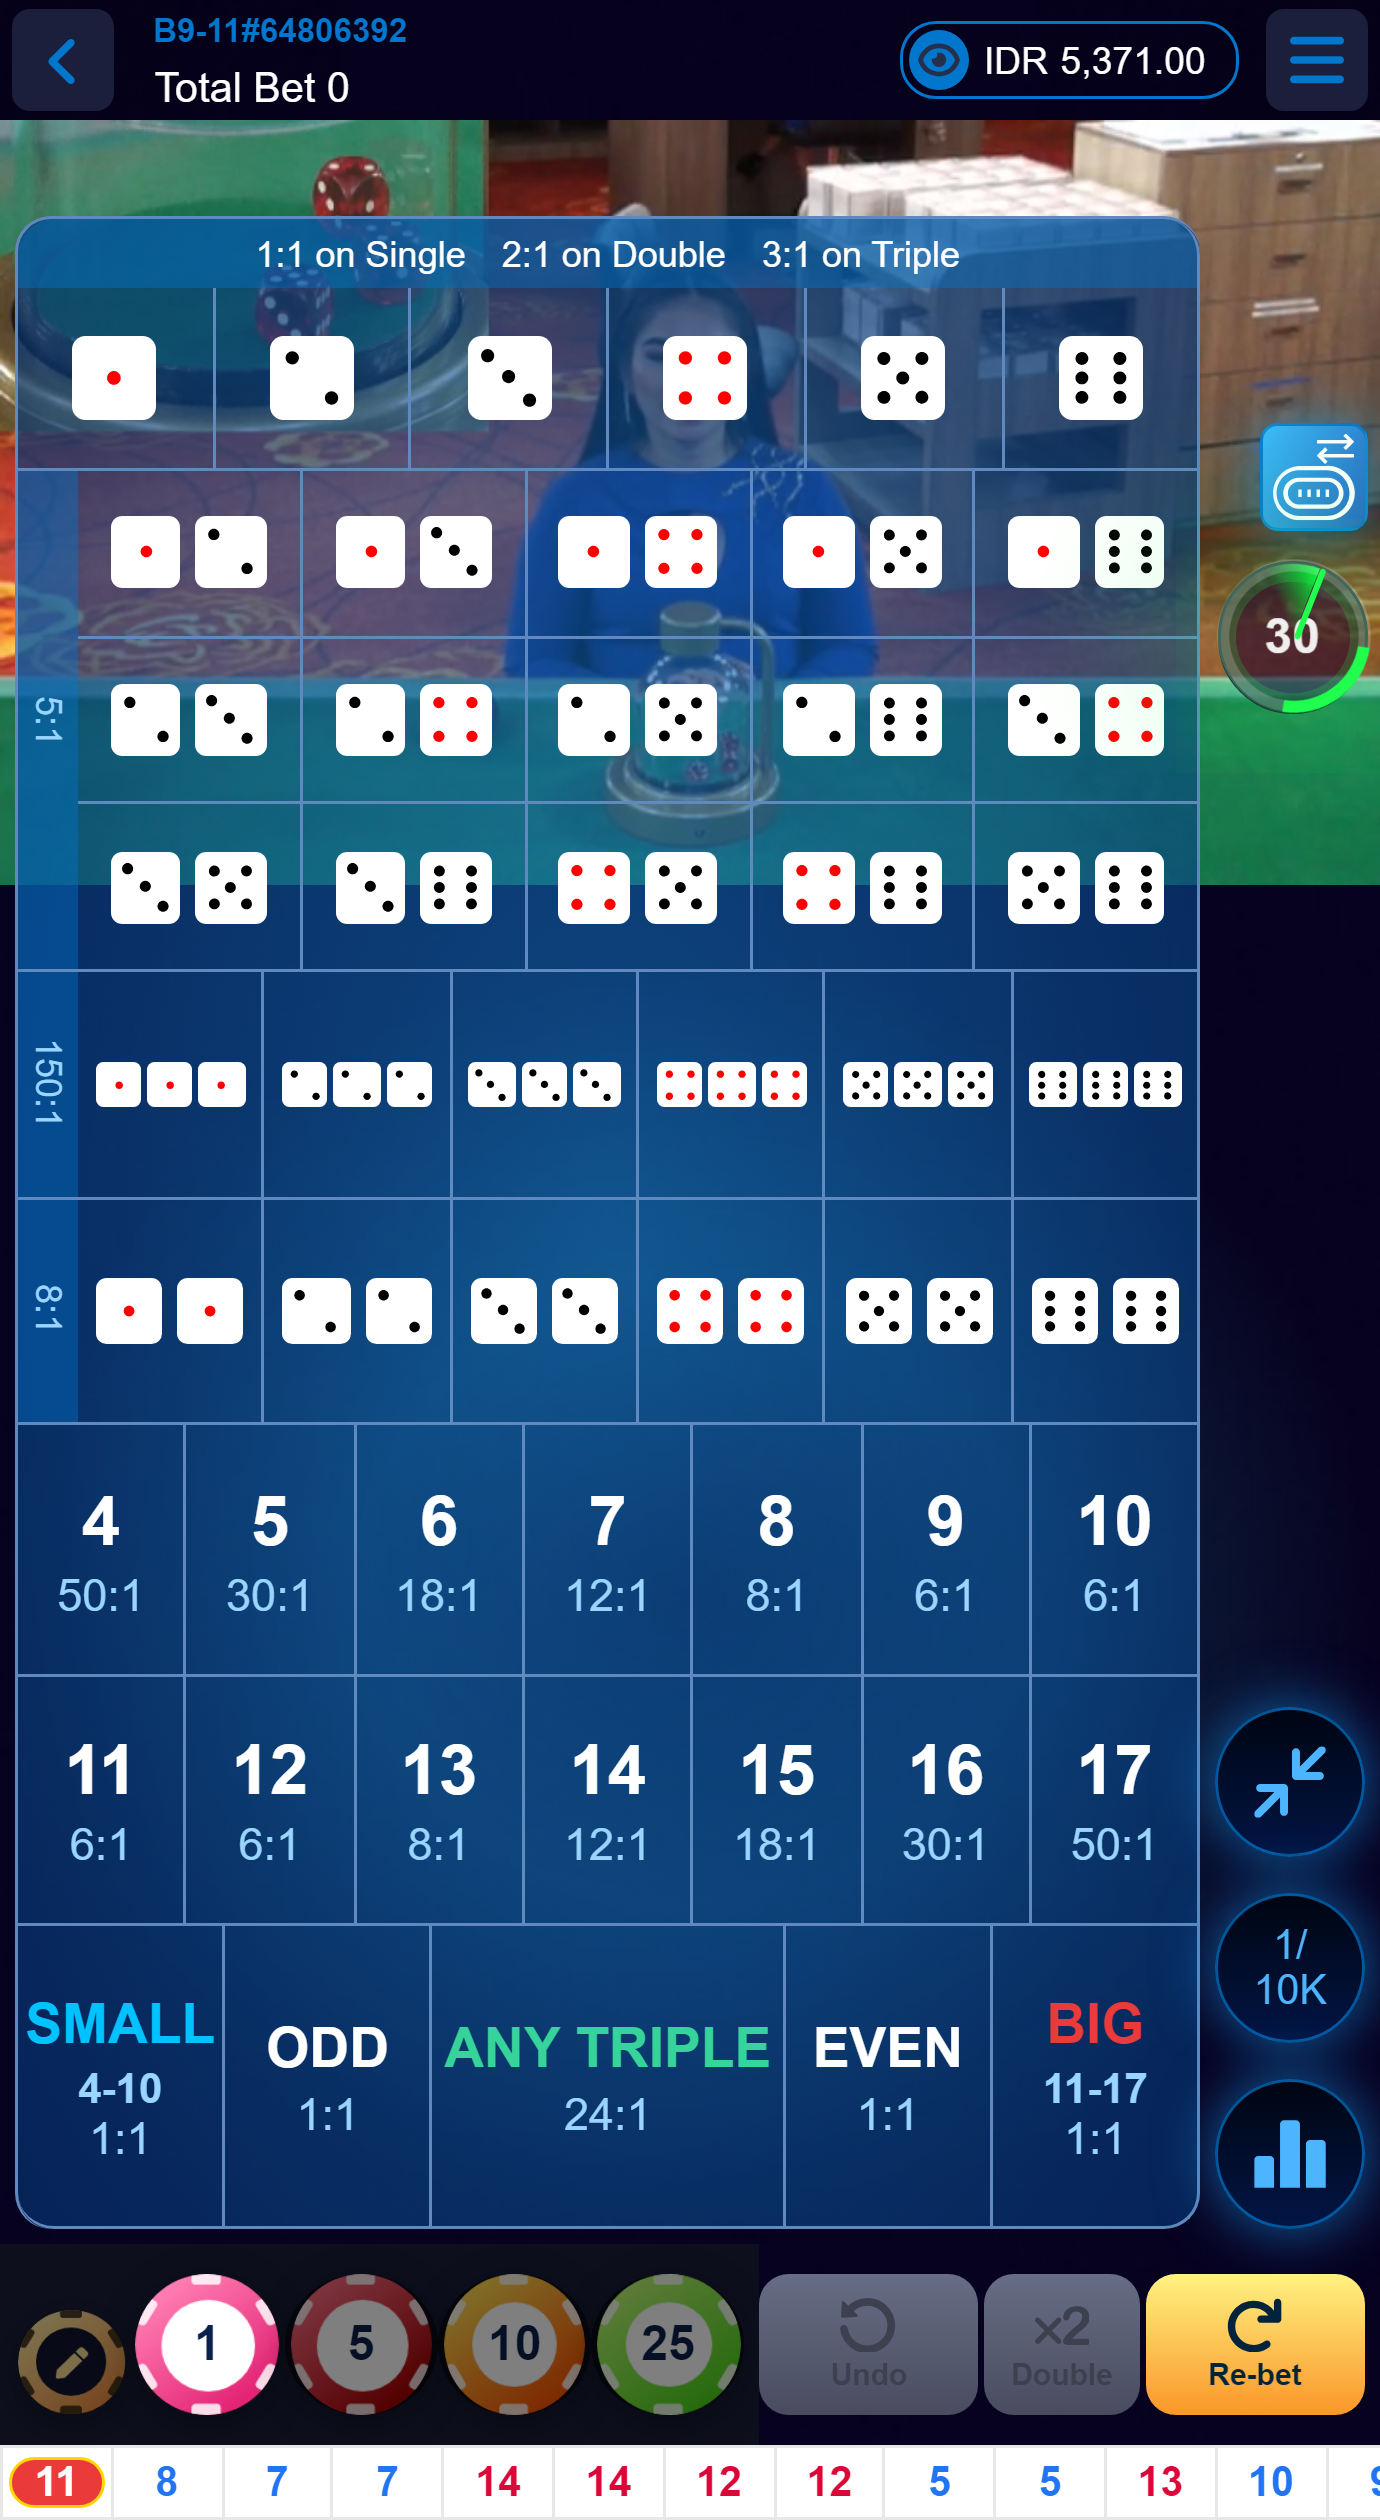 B9-11#64806392
Total Bet 0
IDR 5,371.00
1:1 on Single 2:1 on Double 3:1 on Triple
30
5:1
150:1
8:1
4 5 6 7 8 9 10
50:1 30:1 18:1 12:1 8:1 6:1 6:1
11 12 13 14 15 16 17
6:1 6:1 8:1 12:1 18:1 30:1 50:1
1/
10K
SMALL
4-10
1:1
ODD
1:1
ANY TRIPLE
24:1
EVEN
1:1
BIG
11-17
1:1
1 5 10 25
Undo
x2
Double
Re-bet
11 8 7 7 14 14 12 12 5 5 13 10